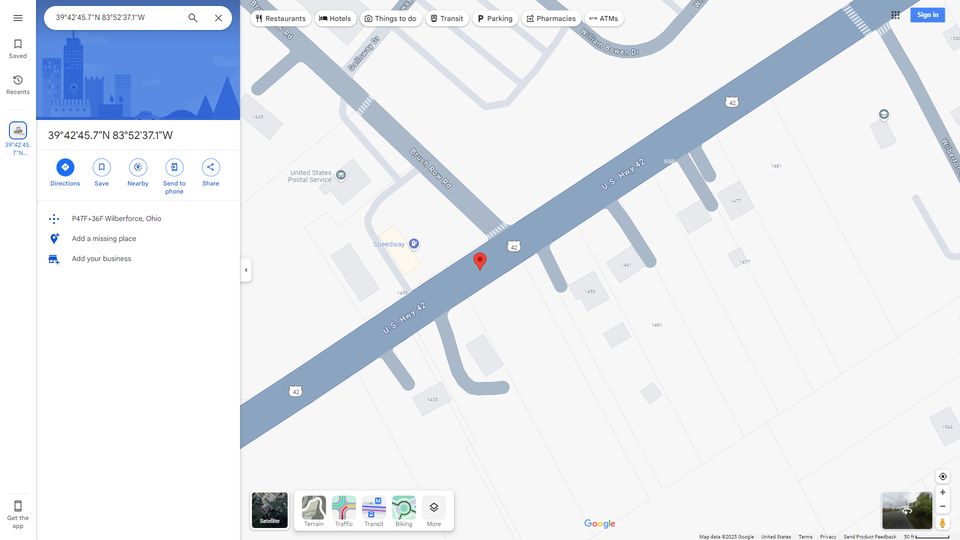 39°42'45.7"N 83°52'37.1"W
Restaurants
Hotels
Things to do
Transit
Parking
Pharmacies
ATMs
Sign in
Saved
Recents
39°42'45.
7"N...
39°42'45.7"N 83°52'37.1"W
Directions
Save
Nearby
Send to
phone
Share
P47F+36F Wilberforce, Ohio
Add a missing place
Add your business
Get the
app
Galloway Dr
William Bowen Dr
Brush Row Rd
U.S. Hwy 42
U.S. Hwy 42
42
42
42
United States
Postal Service
Speedway
1435
1455
1455
1461
1481
1481
1477
1477
1543
Satellite
Terrain
Traffic
Transit
Biking
More
Google
Map data ©2025 Google
United States
Terms
Privacy
Send Product Feedback
50 ft